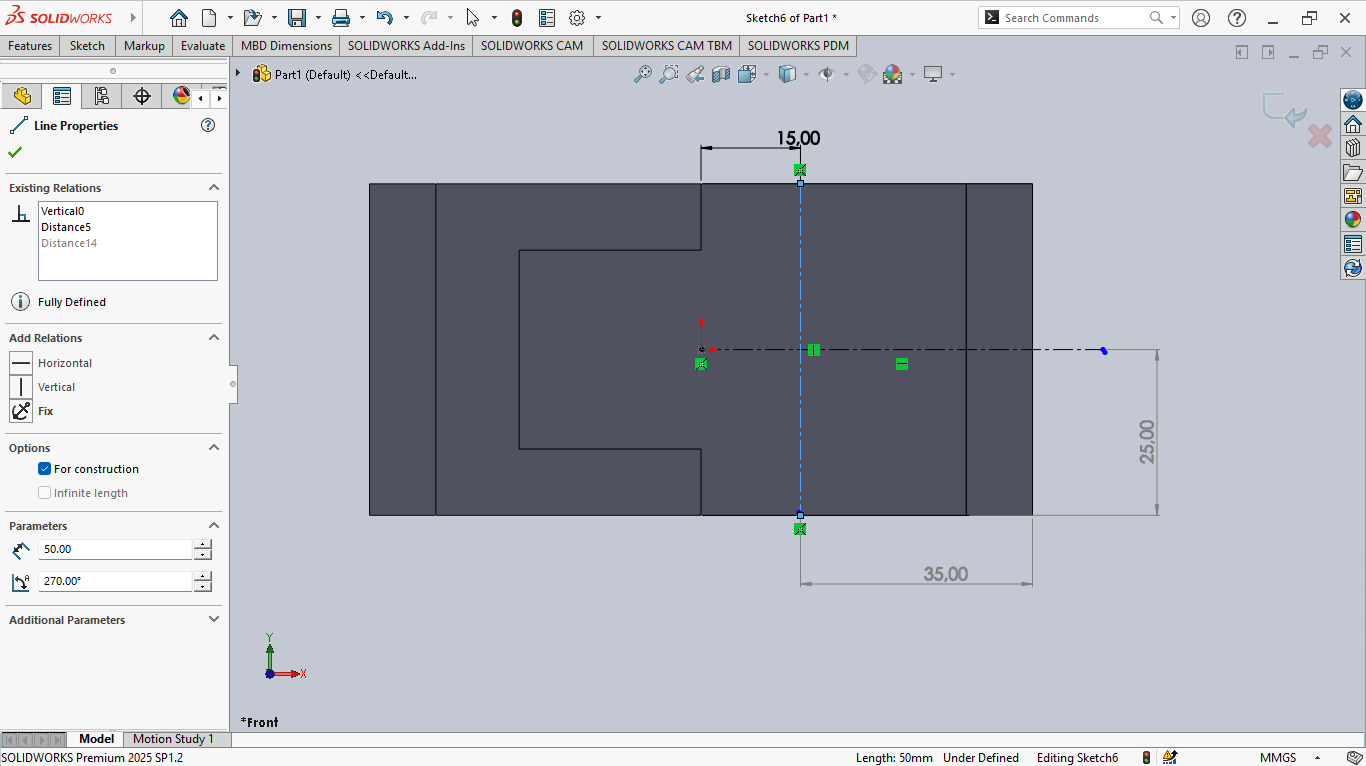 SOLIDWORKS
Sketch6 of Part1 *
Search Commands
Features
Sketch
Markup
Evaluate
MBD Dimensions
SOLIDWORKS Add-Ins
SOLIDWORKS CAM
SOLIDWORKS CAM TBM
SOLIDWORKS PDM
Part1 (Default) <<Default...
Line Properties
Existing Relations
Vertical0
Distance5
Distance14
Fully Defined
Add Relations
Horizontal
Vertical
Fix
Options
For construction
Infinite length
Parameters
50.00
270.00°
Additional Parameters
15,00
25,00
35,00
Y
X
*Front
Model
Motion Study 1
SOLIDWORKS Premium 2025 SP1.2
Length: 50mm
Under Defined
Editing Sketch6
MMGS